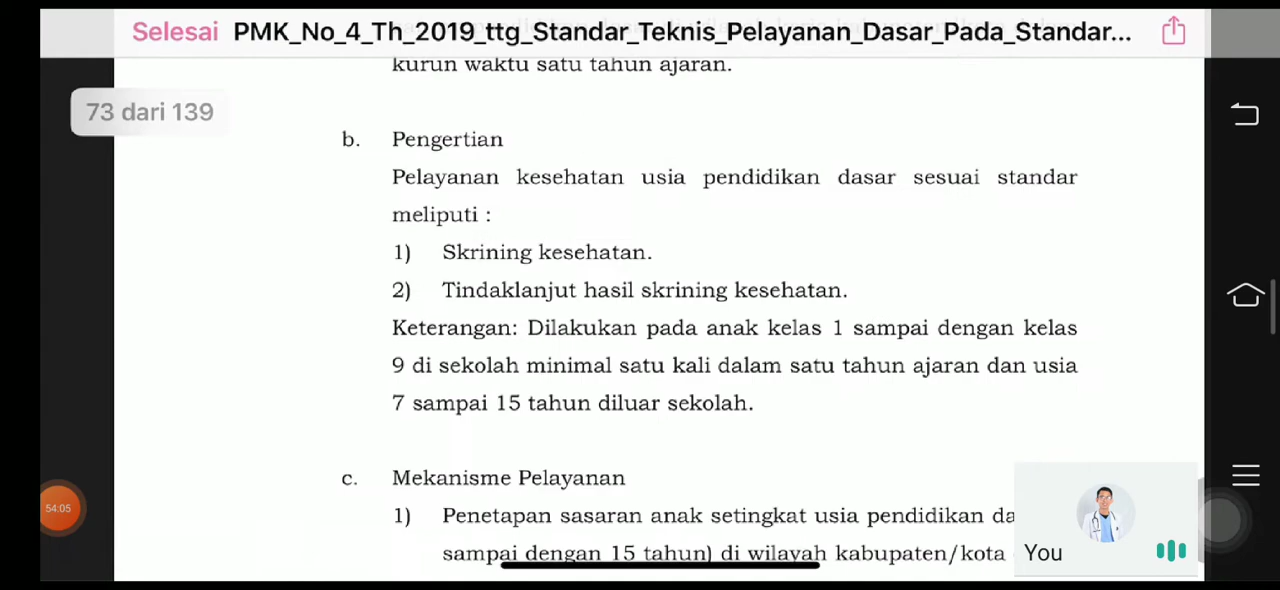 Selesai PMK_No_4_Th_2019_ttg_Standar_Teknis_Pelayanan_Dasar_Pada_Standar...
kurun waktu satu tahun ajaran.
73 dari 139
b. Pengertian
Pelayanan kesehatan usia pendidikan dasar sesuai standar
meliputi :
1) Skrining kesehatan.
2) Tindaklanjut hasil skrining kesehatan.
Keterangan: Dilakukan pada anak kelas 1 sampai dengan kelas
9 di sekolah minimal satu kali dalam satu tahun ajaran dan usia
7 sampai 15 tahun diluar sekolah.
c. Mekanisme Pelayanan
1) Penetapan sasaran anak setingkat usia pendidikan da
sampai dengan 15 tahun) di wilayah kabupaten/kota
54:05
You